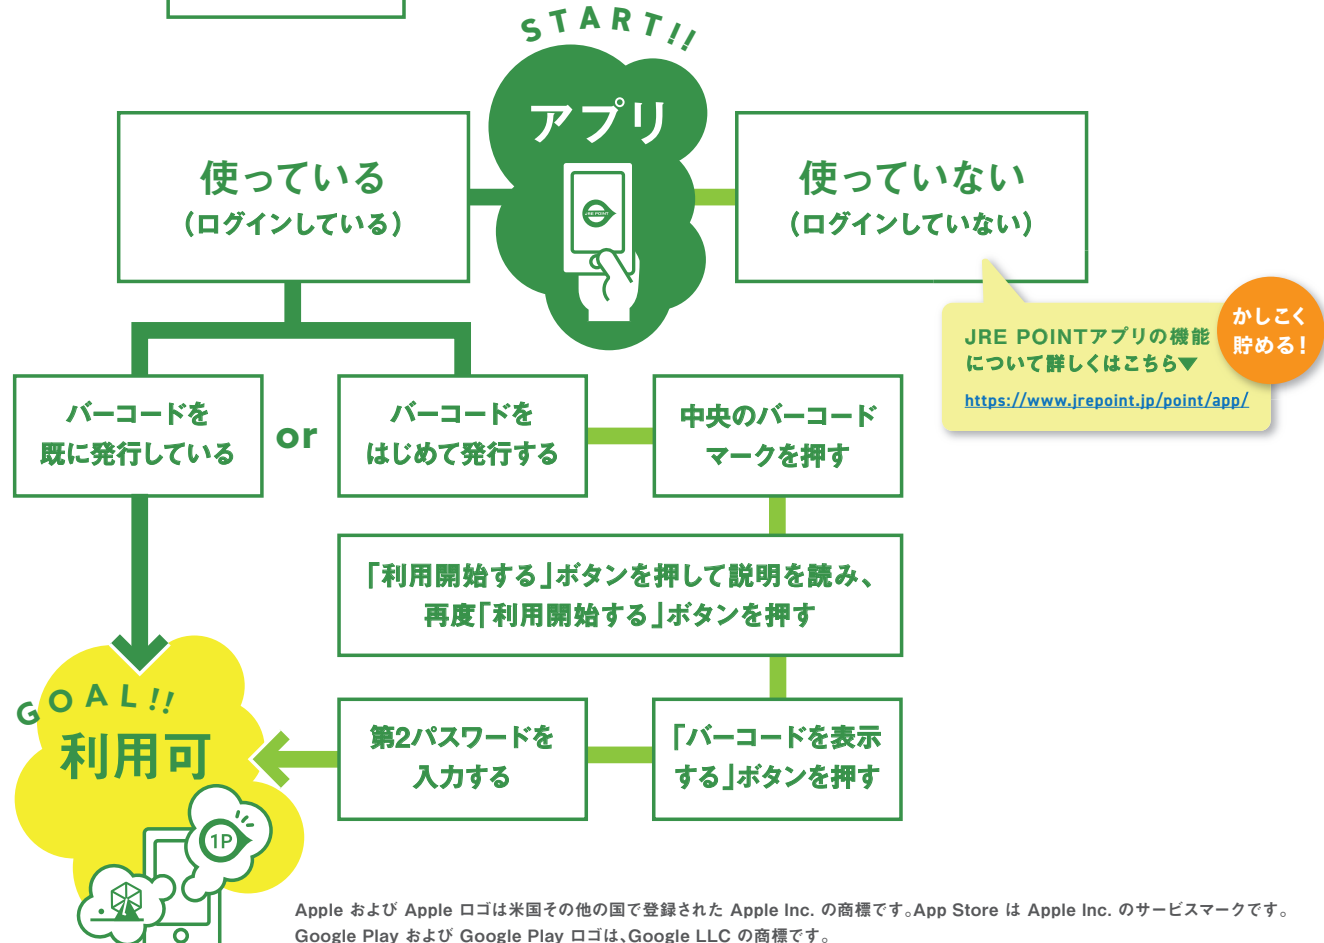 START!!
アプリ
JRE POINT
使っている
(ログインしている)
使っていない
(ログインしていない)
JRE POINTアプリの機能
について詳しくはこちら▼
https://www.jrepoint.jp/point/app/
かしこく
貯める!
バーコードを
既に発行している
or
バーコードを
はじめて発行する
中央のバーコード
マークを押す
「利用開始する」ボタンを押して説明を読み、
再度「利用開始する」ボタンを押す
「バーコードを表示
する」ボタンを押す
第2パスワードを
入力する
GOAL!!
利用可
1P
Apple および Apple ロゴは米国その他の国で登録された Apple Inc. の商標です。App Store は Apple Inc. のサービスマークです。
Google Play および Google Play ロゴは、Google LLC の商標です。